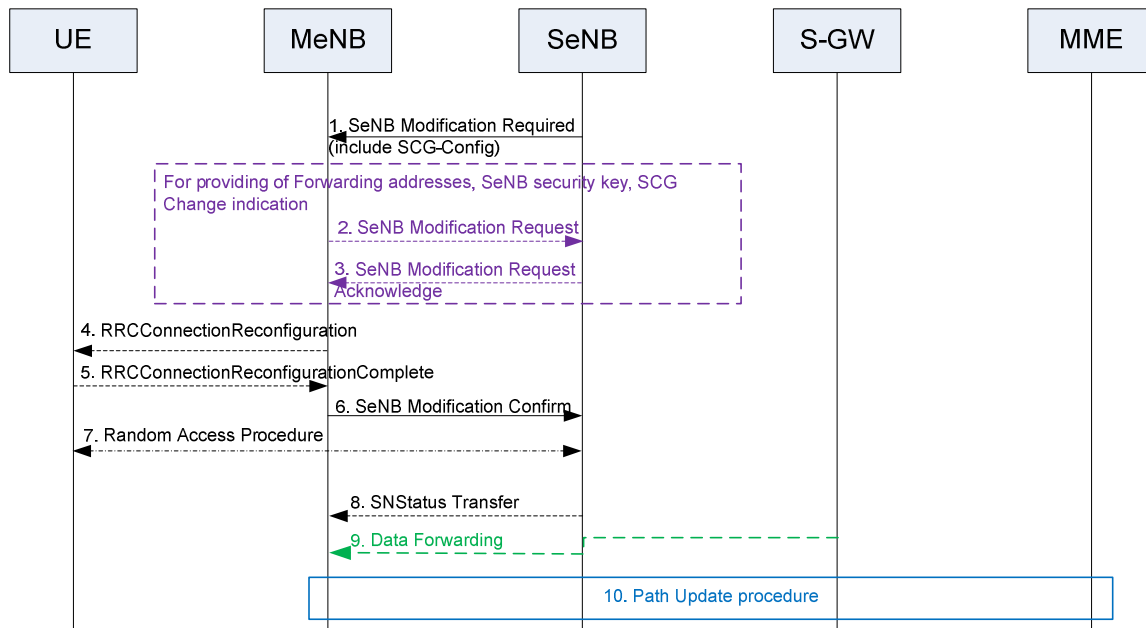 UE
MeNB
SeNB
S-GW
MME
1. SeNB Modification Required
(include SCG-Config)
For providing of Forwarding addresses, SeNB security key, SCG
Change indication
2. SeNB Modification Request
3. SeNB Modification Request
Acknowledge
4. RRCConnectionReconfiguration
5. RRCConnectionReconfigurationComplete
6. SeNB Modification Confirm
7. Random Access Procedure
8. SNStatus Transfer
9. Data Forwarding
10. Path Update procedure